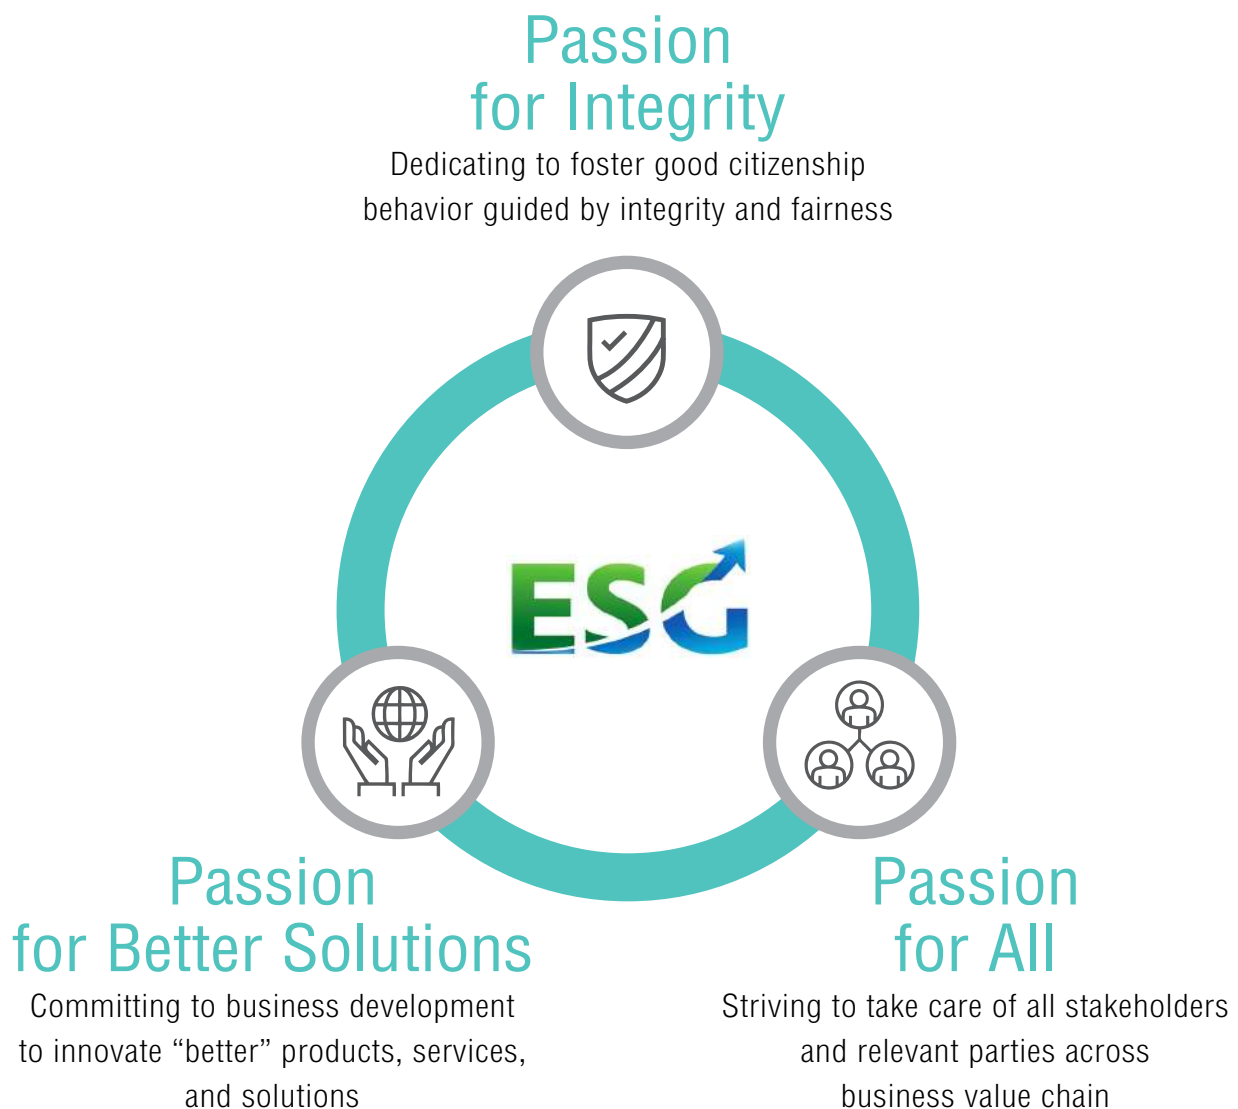 Passion
for Integrity
Dedicating to foster good citizenship
behavior guided by integrity and fairness
ESG
Passion
for Better Solutions
Committing to business development
to innovate “better” products, services,
and solutions
Passion
for All
Striving to take care of all stakeholders
and relevant parties across
business value chain